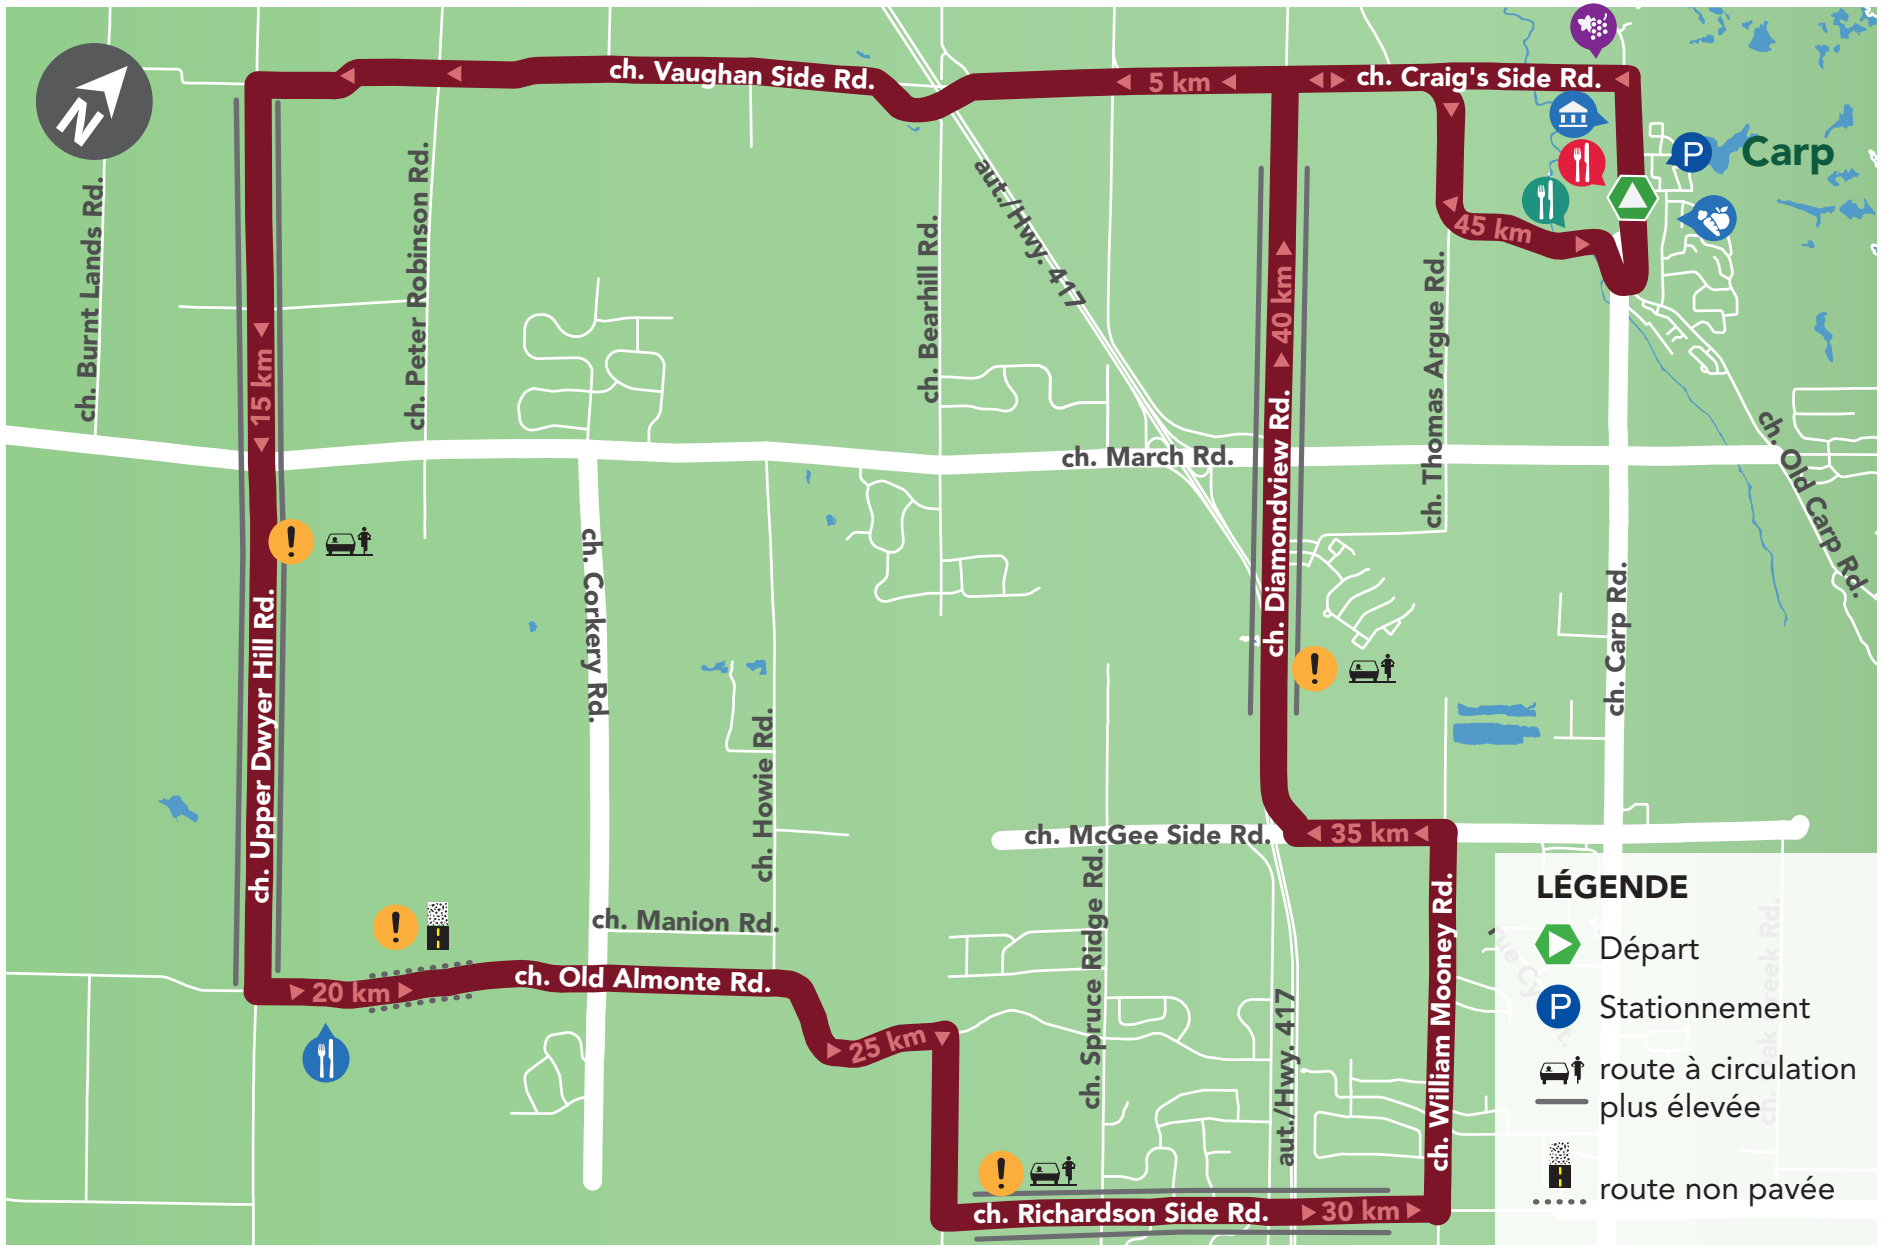 N
ch. Vaughan Side Rd.
5 km
ch. Craig's Side Rd.
P
Carp
45 km
ch. Burnt Lands Rd.
ch. Peter Robinson Rd.
ch. Bearhill Rd.
aut./Hwy. 417
40 km
ch. Thomas Argue Rd.
15 km
ch. March Rd.
ch. Diamondview Rd.
ch. Old Carp Rd.
ch. Upper Dwyer Hill Rd.
!
ch. Corkery Rd.
ch. Carp Rd.
!
ch. Howie Rd.
ch. McGee Side Rd.
35 km
!
ch. Manion Rd.
ch. Spruce Ridge Rd.
ch. William Mooney Rd.
20 km
ch. Old Almonte Rd.
25 km
aut./Hwy. 417
!
ch. Richardson Side Rd.
30 km
LÉGENDE
Départ
P Stationnement
route à circulation
plus élevée
route non pavée